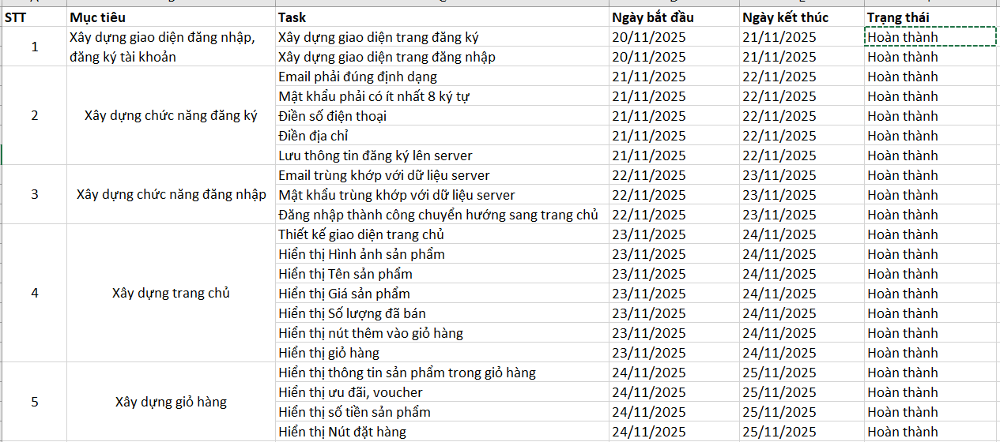 STT Mục tiêu Task Ngày bắt đầu Ngày kết thúc Trạng thái
1 Xây dựng giao diện đăng nhập, đăng ký tài khoản Xây dựng giao diện trang đăng ký 20/11/2025 21/11/2025 Hoàn thành
Xây dựng giao diện trang đăng nhập 20/11/2025 21/11/2025 Hoàn thành
2 Xây dựng chức năng đăng ký Email phải đúng định dạng 21/11/2025 22/11/2025 Hoàn thành
Mật khẩu phải có ít nhất 8 ký tự 21/11/2025 22/11/2025 Hoàn thành
Điền số điện thoại 21/11/2025 22/11/2025 Hoàn thành
Điền địa chỉ 21/11/2025 22/11/2025 Hoàn thành
Lưu thông tin đăng ký lên server 21/11/2025 22/11/2025 Hoàn thành
3 Xây dựng chức năng đăng nhập Email trùng khớp với dữ liệu server 22/11/2025 23/11/2025 Hoàn thành
Mật khẩu trùng khớp với dữ liệu server 22/11/2025 23/11/2025 Hoàn thành
Đăng nhập thành công chuyển hướng sang trang chủ 22/11/2025 23/11/2025 Hoàn thành
4 Xây dựng trang chủ Thiết kế giao diện trang chủ 23/11/2025 24/11/2025 Hoàn thành
Hiển thị Hình ảnh sản phẩm 23/11/2025 24/11/2025 Hoàn thành
Hiển thị Tên sản phẩm 23/11/2025 24/11/2025 Hoàn thành
Hiển thị Giá sản phẩm 23/11/2025 24/11/2025 Hoàn thành
Hiển thị Số lượng đã bán 23/11/2025 24/11/2025 Hoàn thành
Hiển thị nút thêm vào giỏ hàng 23/11/2025 24/11/2025 Hoàn thành
Hiển thị giỏ hàng 23/11/2025 24/11/2025 Hoàn thành
5 Xây dựng giỏ hàng Hiển thị thông tin sản phẩm trong giỏ hàng 24/11/2025 25/11/2025 Hoàn thành
Hiển thị ưu đãi, voucher 24/11/2025 25/11/2025 Hoàn thành
Hiển thị số tiền sản phẩm 24/11/2025 25/11/2025 Hoàn thành
Hiển thị Nút đặt hàng 24/11/2025 25/11/2025 Hoàn thành